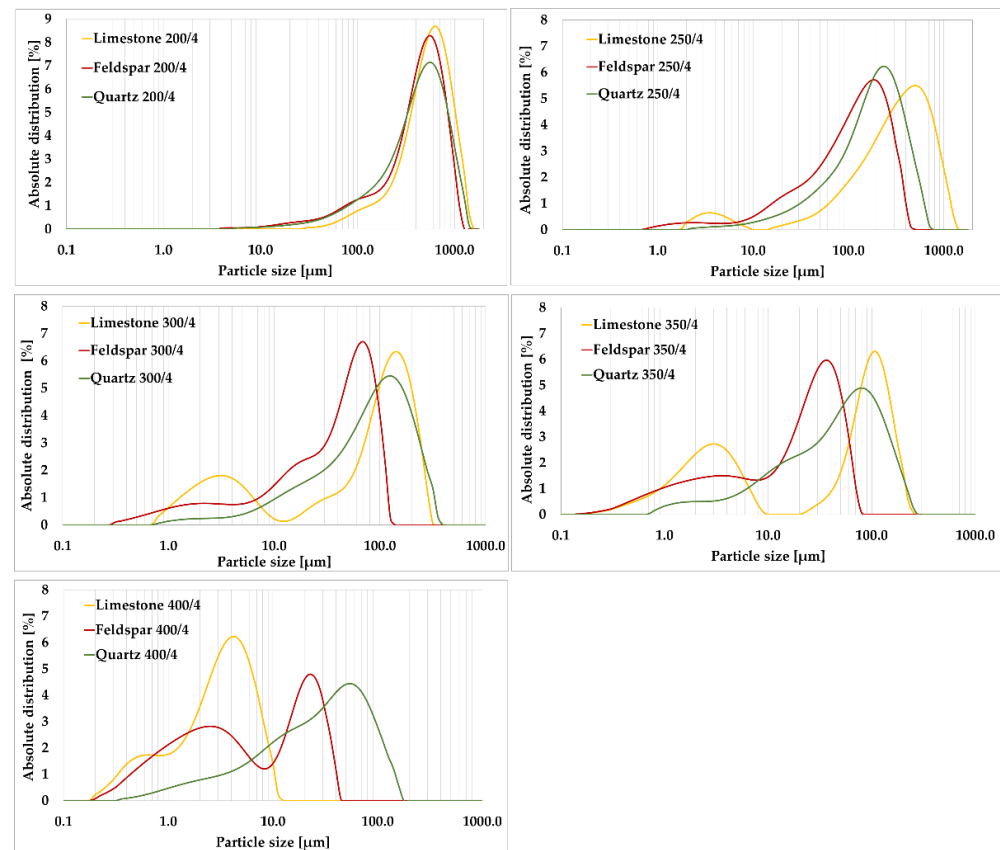 Absolute distribution [%]
9
8
7
6
5
4
3
2
1
0
Limestone 200/4
Feldspar 200/4
Quartz 200/4
0.1 1.0 10.0 100.0 1000.0
Particle size [µm]
Absolute distribution [%]
8
7
6
5
4
3
2
1
0
Limestone 250/4
Feldspar 250/4
Quartz 250/4
0.1 1.0 10.0 100.0 1000.0
Particle size [µm]
Absolute distribution [%]
8
7
6
5
4
3
2
1
0
Limestone 300/4
Feldspar 300/4
Quartz 300/4
0.1 1.0 10.0 100.0 1000.0
Particle size [µm]
Absolute distribution [%]
8
7
6
5
4
3
2
1
0
Limestone 350/4
Feldspar 350/4
Quartz 350/4
0.1 1.0 10.0 100.0 1000.0
Particle size [µm]
Absolute distribution [%]
8
7
6
5
4
3
2
1
0
Limestone 400/4
Feldspar 400/4
Quartz 400/4
0.1 1.0 10.0 100.0 1000.0
Particle size [µm]